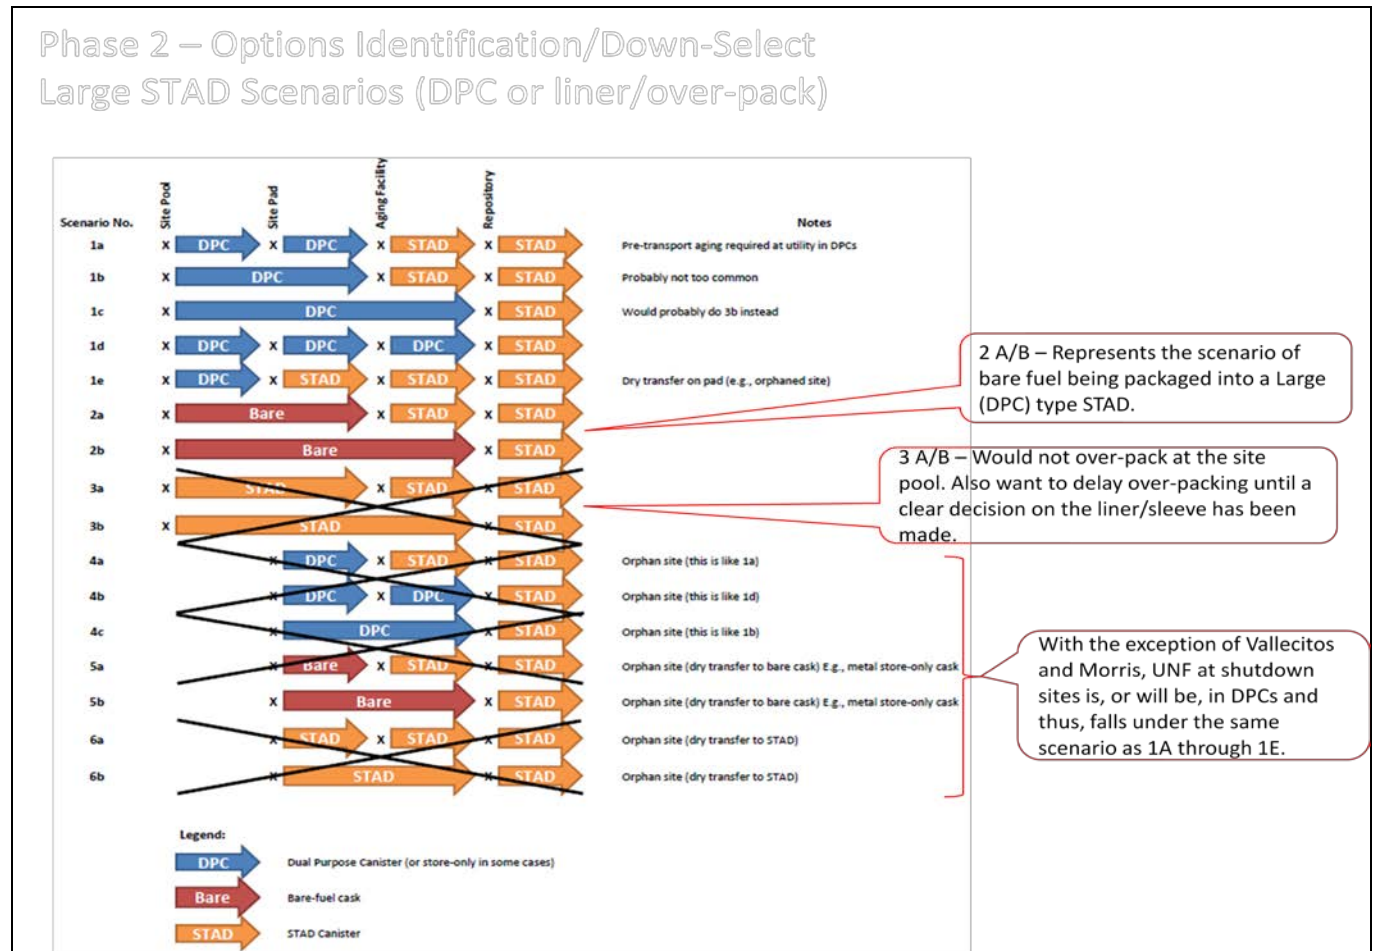 Phase 2 – Options Identification/Down-Select
Large STAD Scenarios (DPC or liner/over-pack)
Scenario No. Site Pool Site Pad Aging Facility Repository Notes
1a X DPC X DPC X STAD X STAD Pre-transport aging required at utility in DPCs
1b X DPC X STAD X STAD Probably not too common
1c X DPC X STAD Would probably do 3b instead
1d X DPC X DPC X DPC X STAD
1e X DPC X STAD X STAD X STAD Dry transfer on pad (e.g., orphaned site)
2a X Bare X STAD X STAD
2b X Bare X STAD
3a X STAD X STAD X STAD
3b X STAD X STAD
4a X DPC X STAD X STAD Orphan site (this is like 1a)
4b X DPC X DPC X STAD Orphan site (this is like 1d)
4c X DPC X STAD Orphan site (this is like 1b)
5a X Bare X STAD X STAD Orphan site (dry transfer to bare cask) E.g., metal store-only cask
5b X Bare X STAD Orphan site (dry transfer to bare cask) E.g., metal store-only cask
6a X STAD X STAD X STAD Orphan site (dry transfer to STAD)
6b X STAD X STAD Orphan site (dry transfer to STAD)
2 A/B – Represents the scenario of
bare fuel being packaged into a Large
(DPC) type STAD.
3 A/B – Would not over-pack at the site
pool. Also want to delay over-packing until a
clear decision on the liner/sleeve has been
made.
With the exception of Vallecitos
and Morris, UNF at shutdown
sites is, or will be, in DPCs and
thus, falls under the same
scenario as 1A through 1E.
Legend:
DPC Dual Purpose Canister (or store-only in some cases)
Bare Bare-fuel cask
STAD STAD Canister